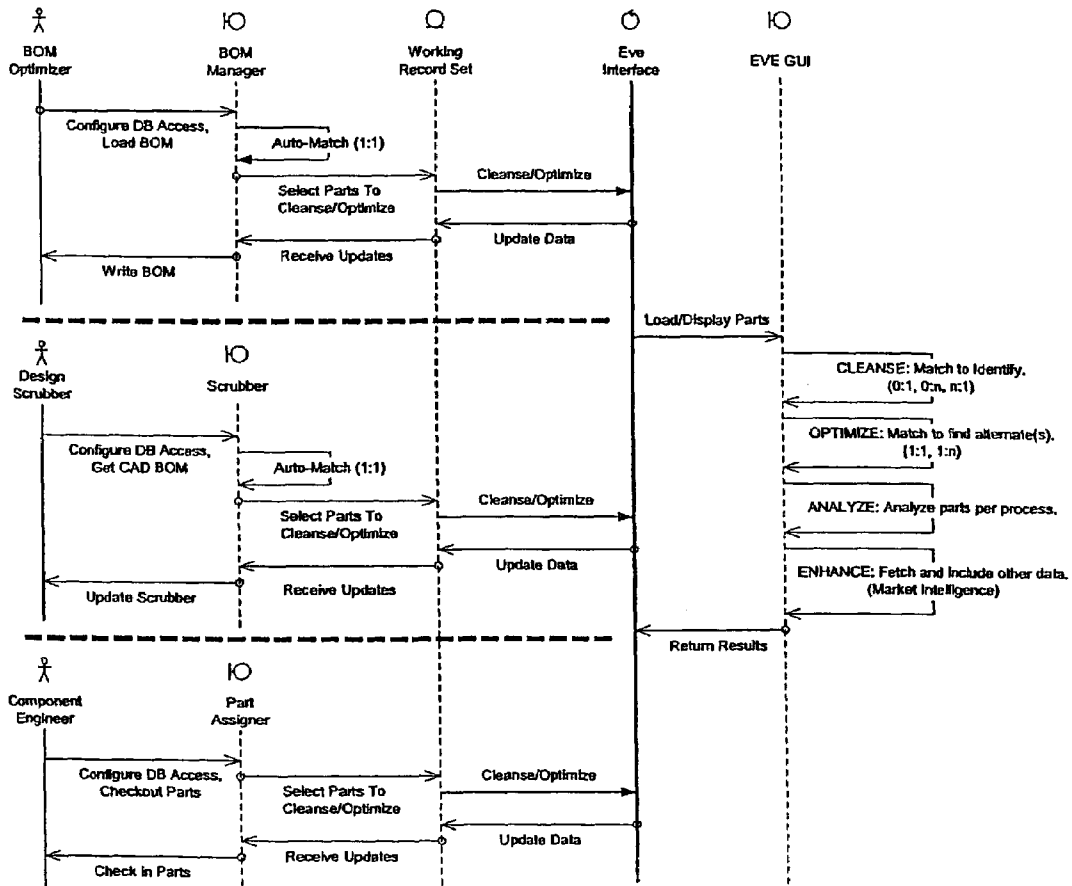 BOM
Optimizer
BOM
Manager
Working
Record Set
Eve
Interface
EVE GUI
Configure DB Access,
Load BOM
Auto-Match (1:1)
Select Parts To
Cleanse/Optimize
Cleanse/Optimize
Update Data
Receive Updates
Write BOM
Load/Display Parts
Design
Scrubber
Scrubber
CLEANSE: Match to Identify.
(0:1, 0:n, n:1)
Configure DB Access,
Get CAD BOM
Auto-Match (1:1)
OPTIMIZE: Match to find alternate(s).
(1:1, 1:n)
Select Parts To
Cleanse/Optimize
Cleanse/Optimize
ANALYZE: Analyze parts per process.
Update Data
Receive Updates
Update Scrubber
ENHANCE: Fetch and include other data.
(Market Intelligence)
Return Results
Component
Engineer
Part
Assigner
Configure DB Access,
Checkout Parts
Select Parts To
Cleanse/Optimize
Cleanse/Optimize
Update Data
Receive Updates
Check in Parts